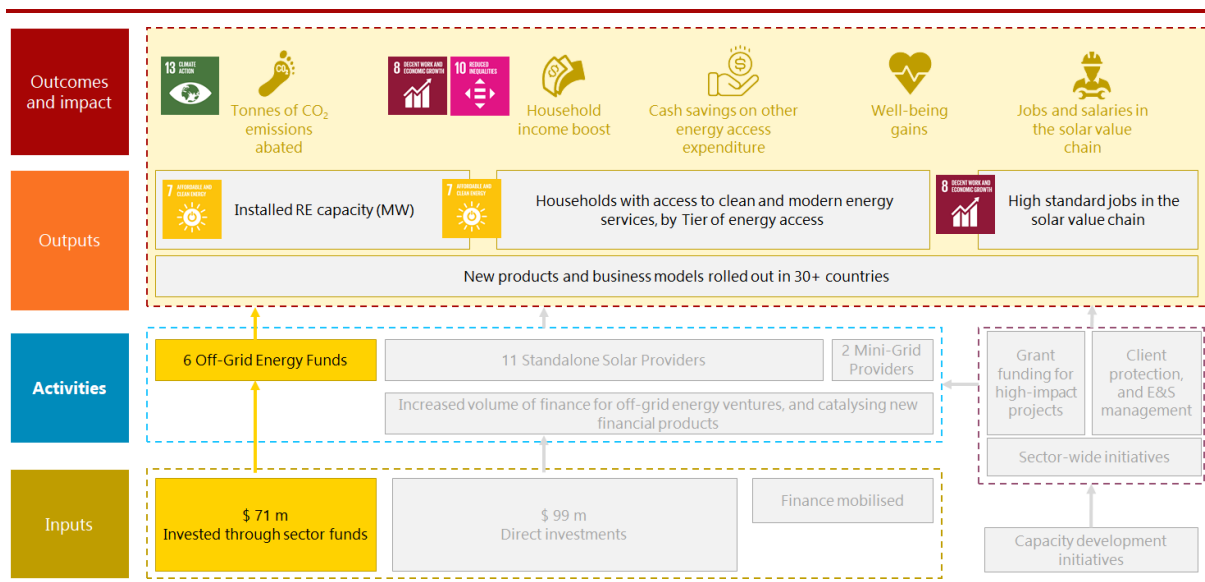 Outcomes
and impact
13 CLIMATE
ACTION
CO2
Tonnes of CO₂
emissions
abated
8 DECENT WORK AND
ECONOMIC GROWTH
10 REDUCED
INEQUALITIES
$
Household
income boost
$
Cash savings on other
energy access
expenditure
Well-being
gains
Jobs and salaries in
the solar value
chain
Outputs
7 AFFORDABLE AND
CLEAN ENERGY
Installed RE capacity (MW)
7 AFFORDABLE AND
CLEAN ENERGY
Households with access to clean and modern energy
services, by Tier of energy access
8 DECENT WORK AND
ECONOMIC GROWTH
High standard jobs in the
solar value chain
New products and business models rolled out in 30+ countries
Activities
6 Off-Grid Energy Funds
11 Standalone Solar Providers
2 Mini-Grid
Providers
Increased volume of finance for off-grid energy ventures, and catalysing new
financial products
Grant
funding for
high-impact
projects
Client
protection,
and E&S
management
Sector-wide initiatives
Inputs
$ 71 m
Invested through sector funds
$ 99 m
Direct investments
Finance mobilised
Capacity development
initiatives